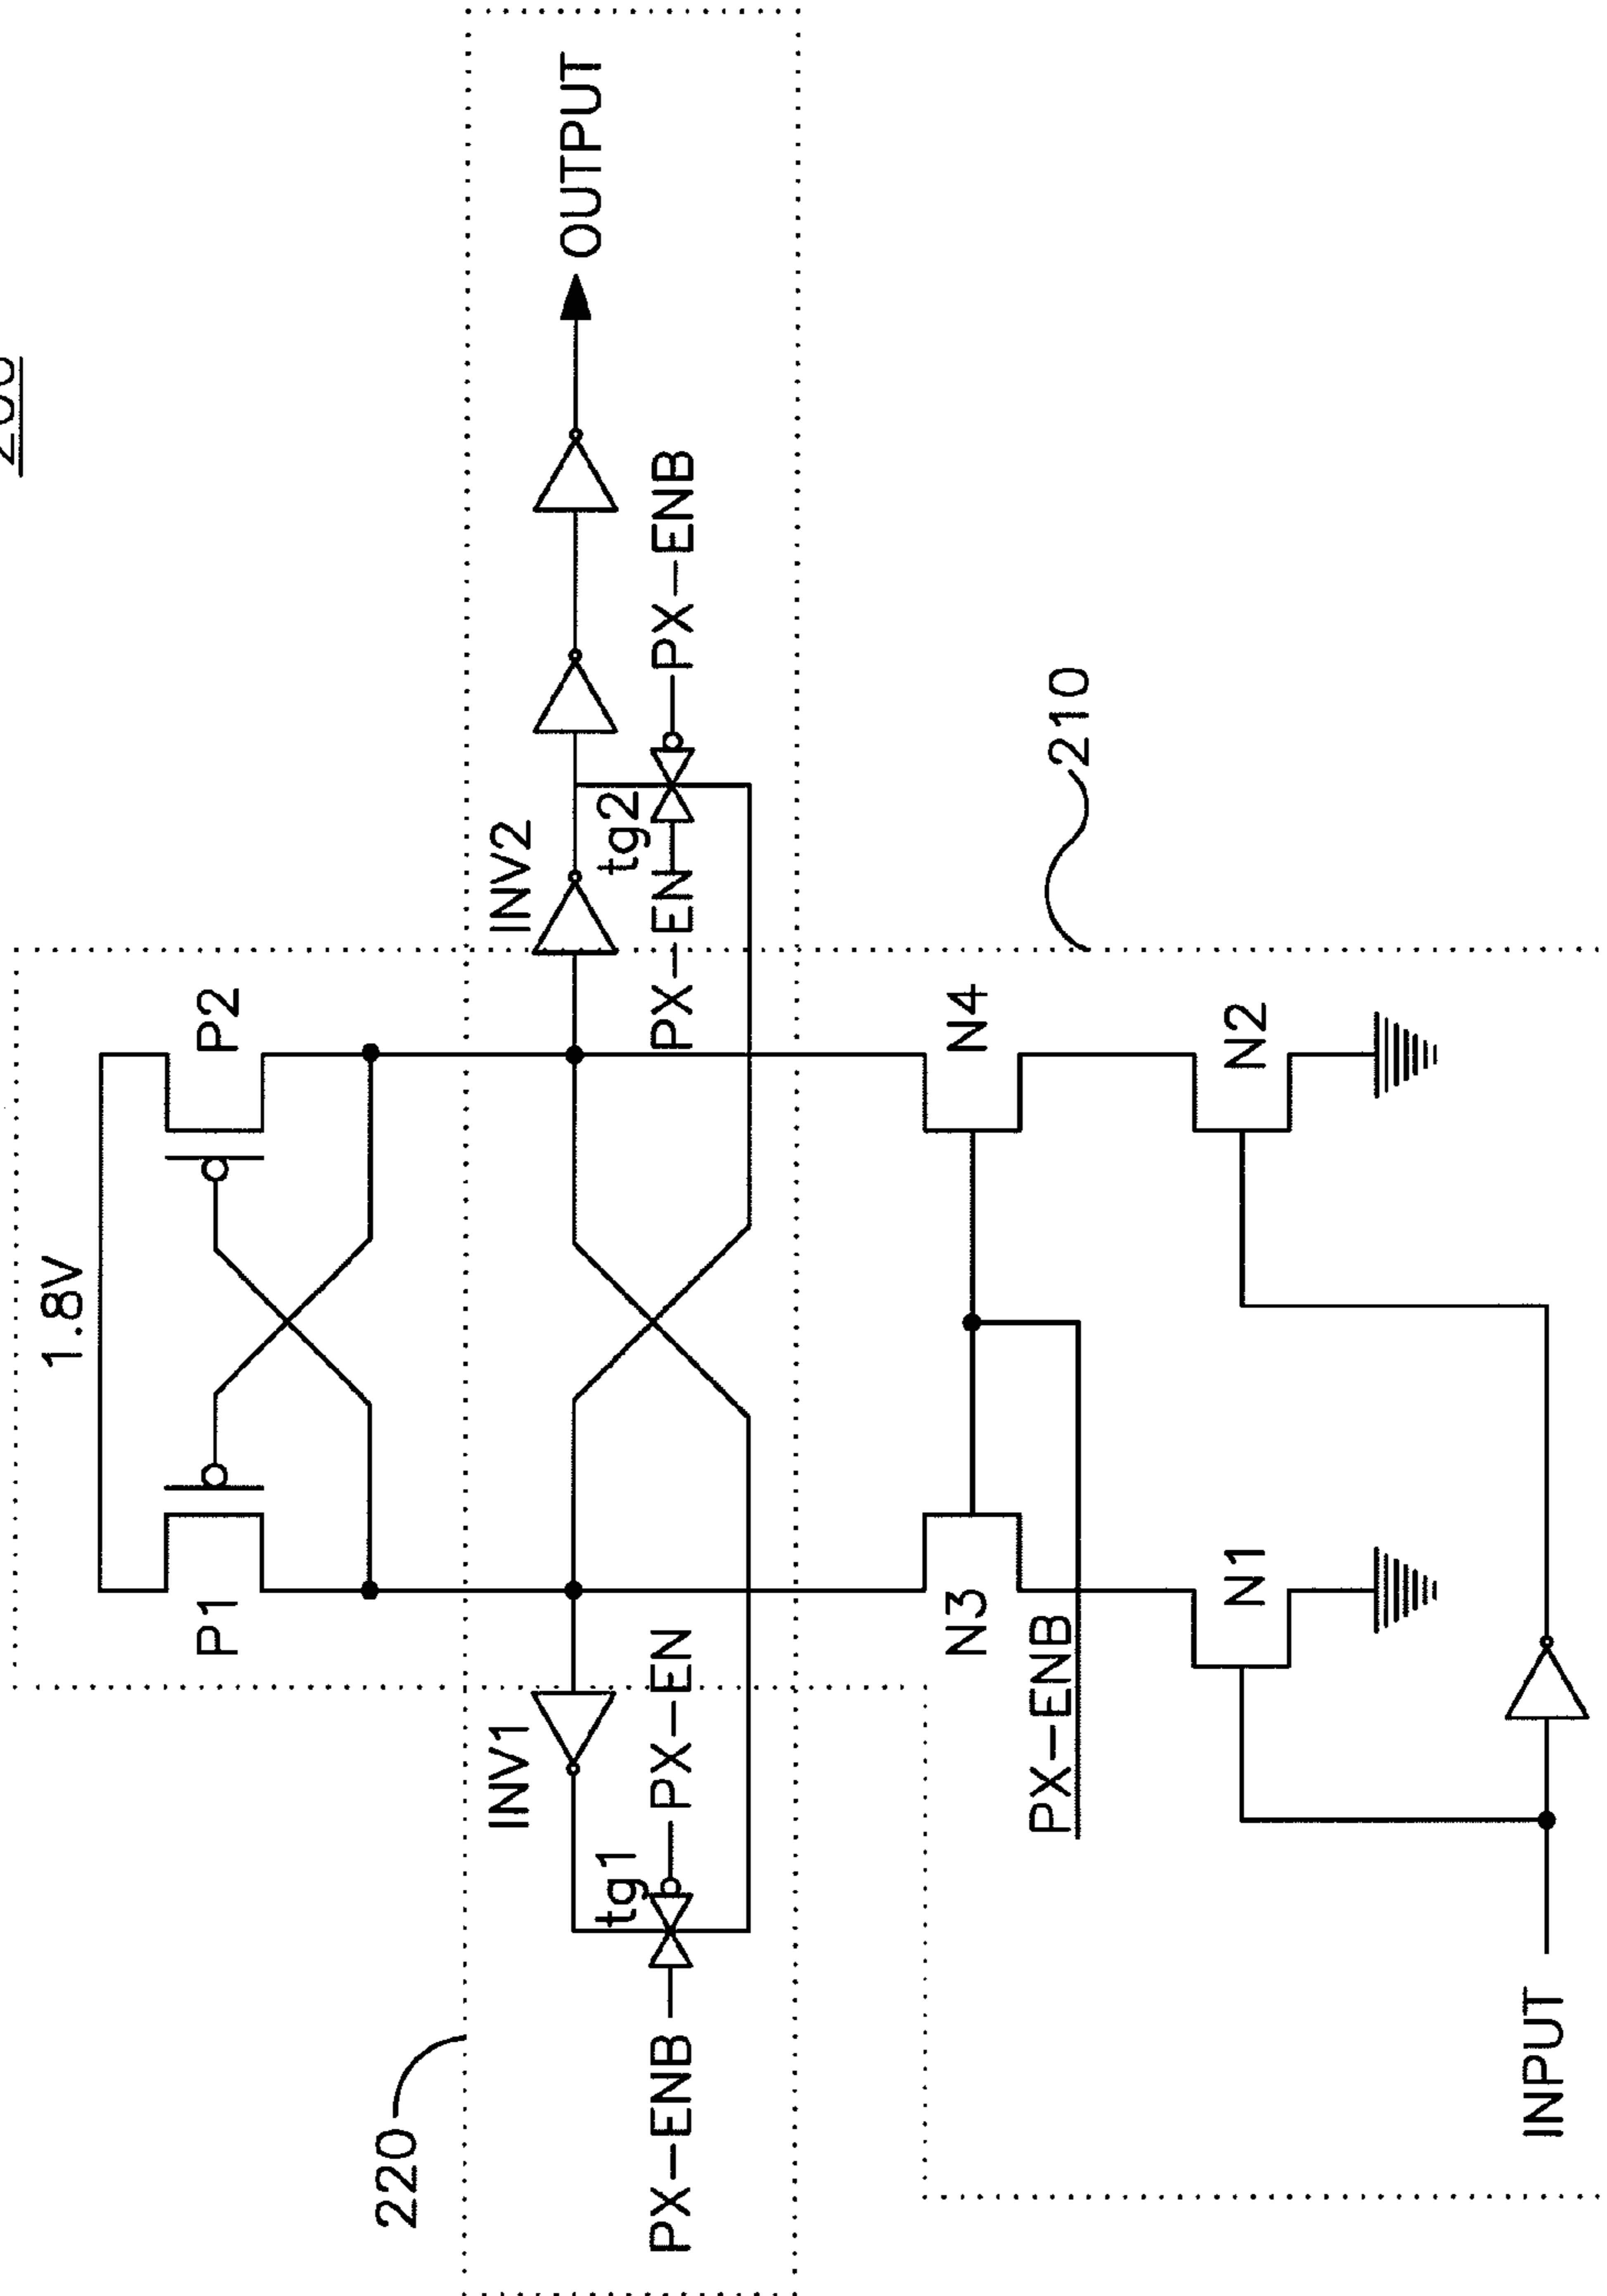 1.8V
P1
P2
INV1
INV2
OUTPUT
tg1
tg2
PX-ENB
PX-EN
PX-EN
PX-ENB
220
N3
N4
210
PX-ENB
N1
N2
INPUT